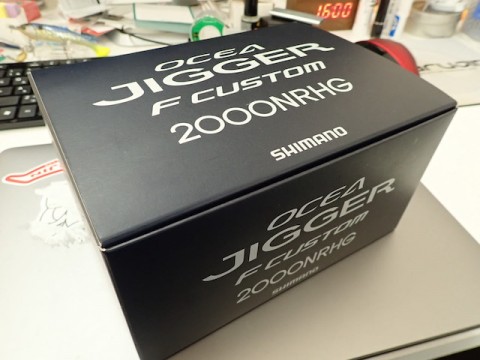 1600
OCEA
JIGGER
F CUSTOM
2000NRHG
SHIMANO
OCEA
JIGGER
F CUSTOM
2000NRHG
SHIMANO